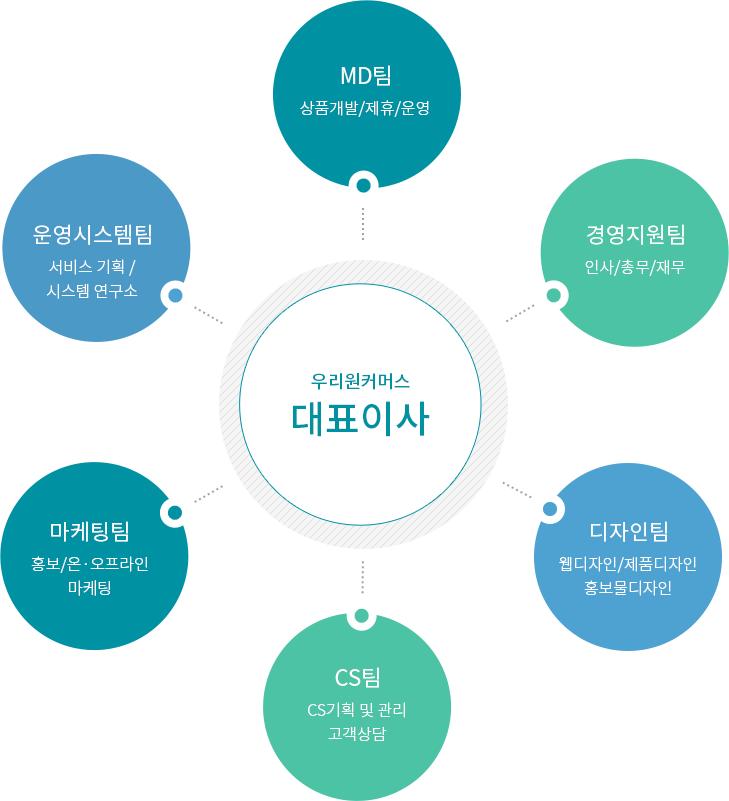 MD팀
상품개발/제휴/운영
운영시스템팀
서비스 기획 /
시스템 연구소
경영지원팀
인사/총무/재무
우리원커머스
대표이사
마케팅팀
홍보/온·오프라인
마케팅
디자인팀
웹디자인/제품디자인
홍보물디자인
CS팀
CS기획 및 관리
고객상담